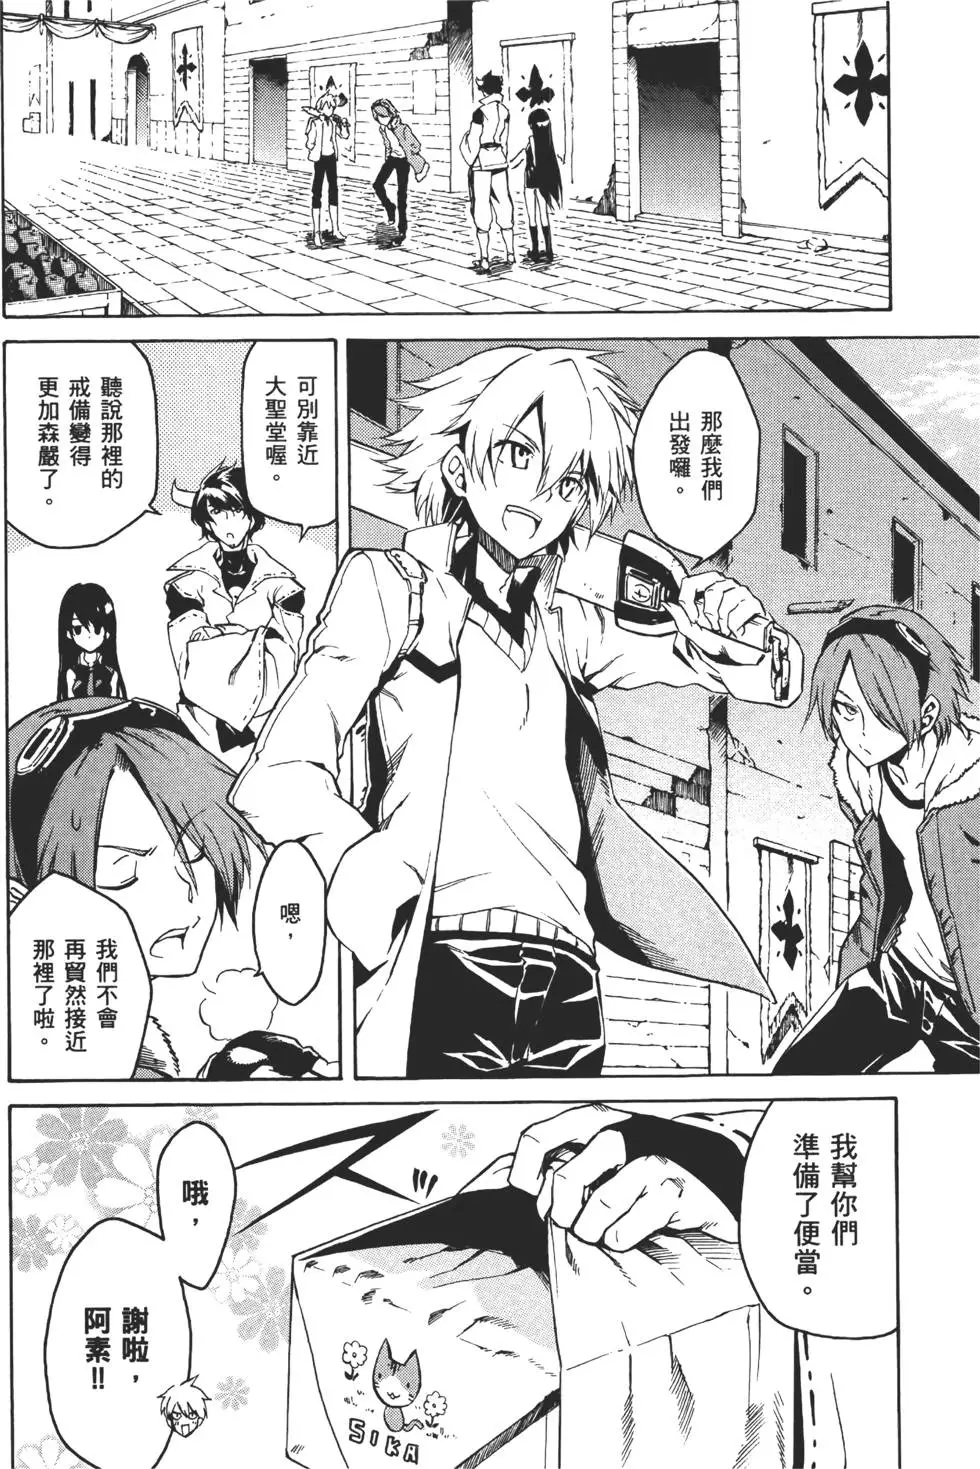 那麼我們
出發囉。
可別靠近
大聖堂喔。
聽說那裡的
戒備變得
更加森嚴了。
嗯，
我們不會
再貿然接近
那裡了啦。
我幫你們
準備了便當。
哦，
謝啦，
阿素!!
SIKA